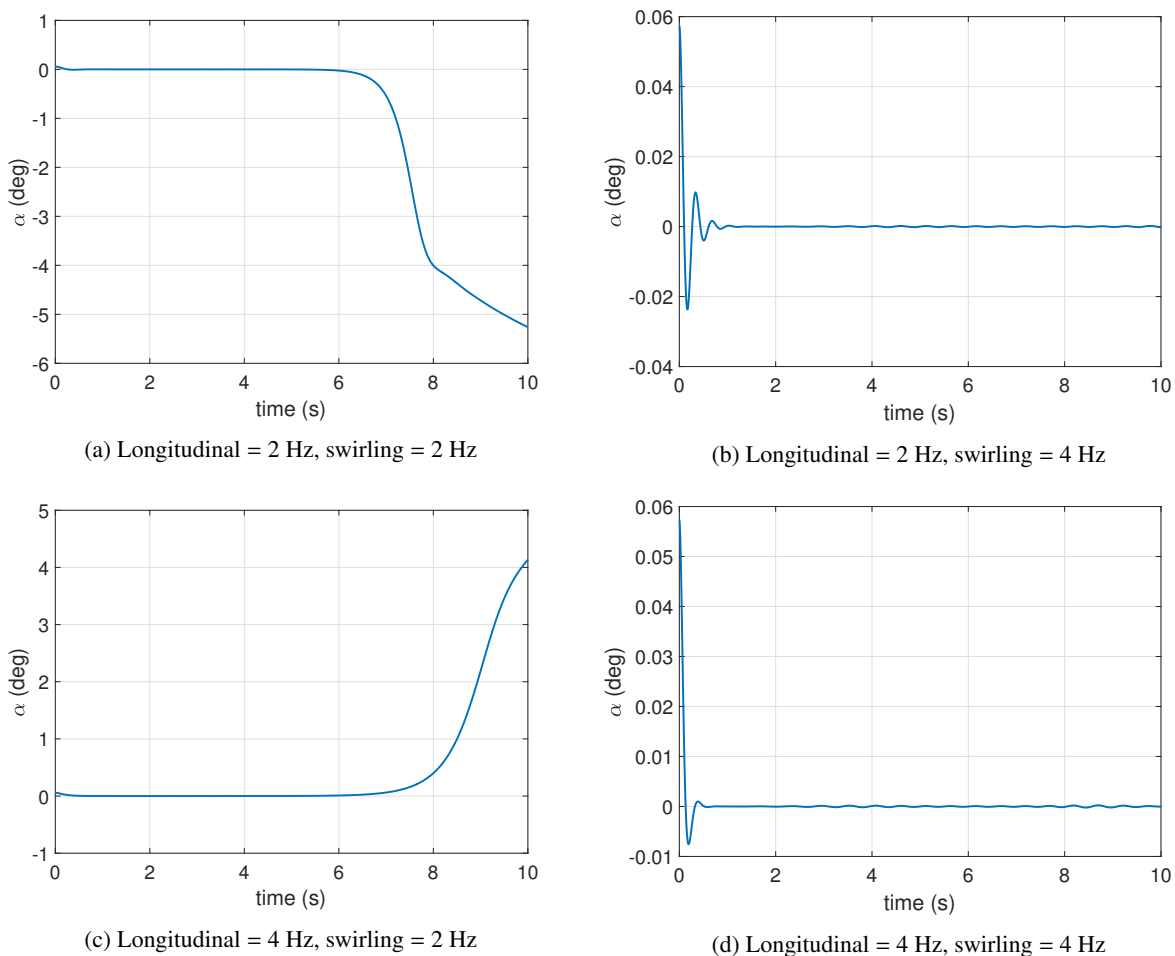 1
0
-1
-2
-3
-4
-5
-6
α (deg)
0 2 4 6 8 10
time (s)
(a) Longitudinal = 2 Hz, swirling = 2 Hz
0.06
0.04
0.02
0
-0.02
-0.04
α (deg)
0 2 4 6 8 10
time (s)
(b) Longitudinal = 2 Hz, swirling = 4 Hz
5
4
3
2
1
0
-1
α (deg)
0 2 4 6 8 10
time (s)
(c) Longitudinal = 4 Hz, swirling = 2 Hz
0.06
0.05
0.04
0.03
0.02
0.01
0
-0.01
α (deg)
0 2 4 6 8 10
time (s)
(d) Longitudinal = 4 Hz, swirling = 4 Hz